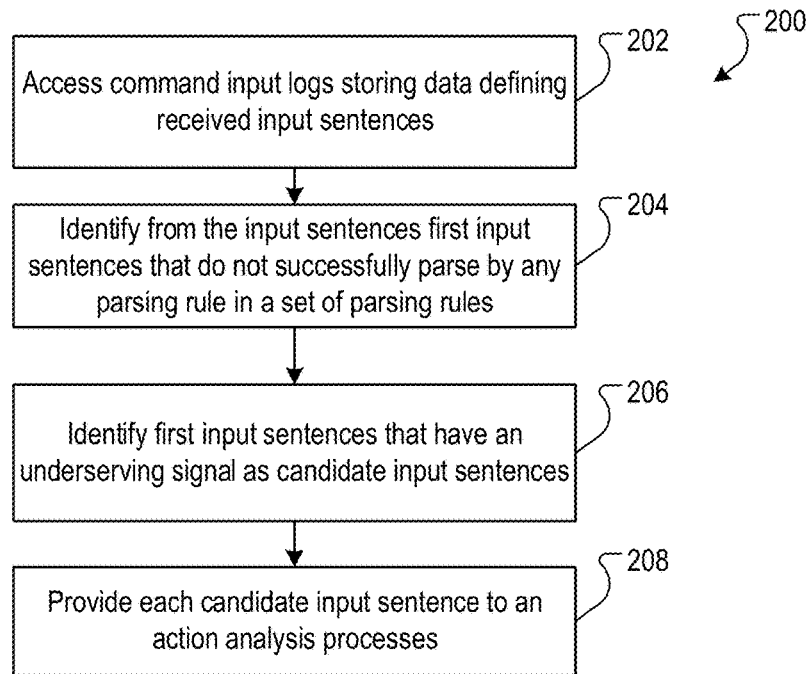 200
202
Access command input logs storing data defining
received input sentences
204
Identify from the input sentences first input
sentences that do not successfully parse by any
parsing rule in a set of parsing rules
206
Identify first input sentences that have an
underserving signal as candidate input sentences
208
Provide each candidate input sentence to an
action analysis processes